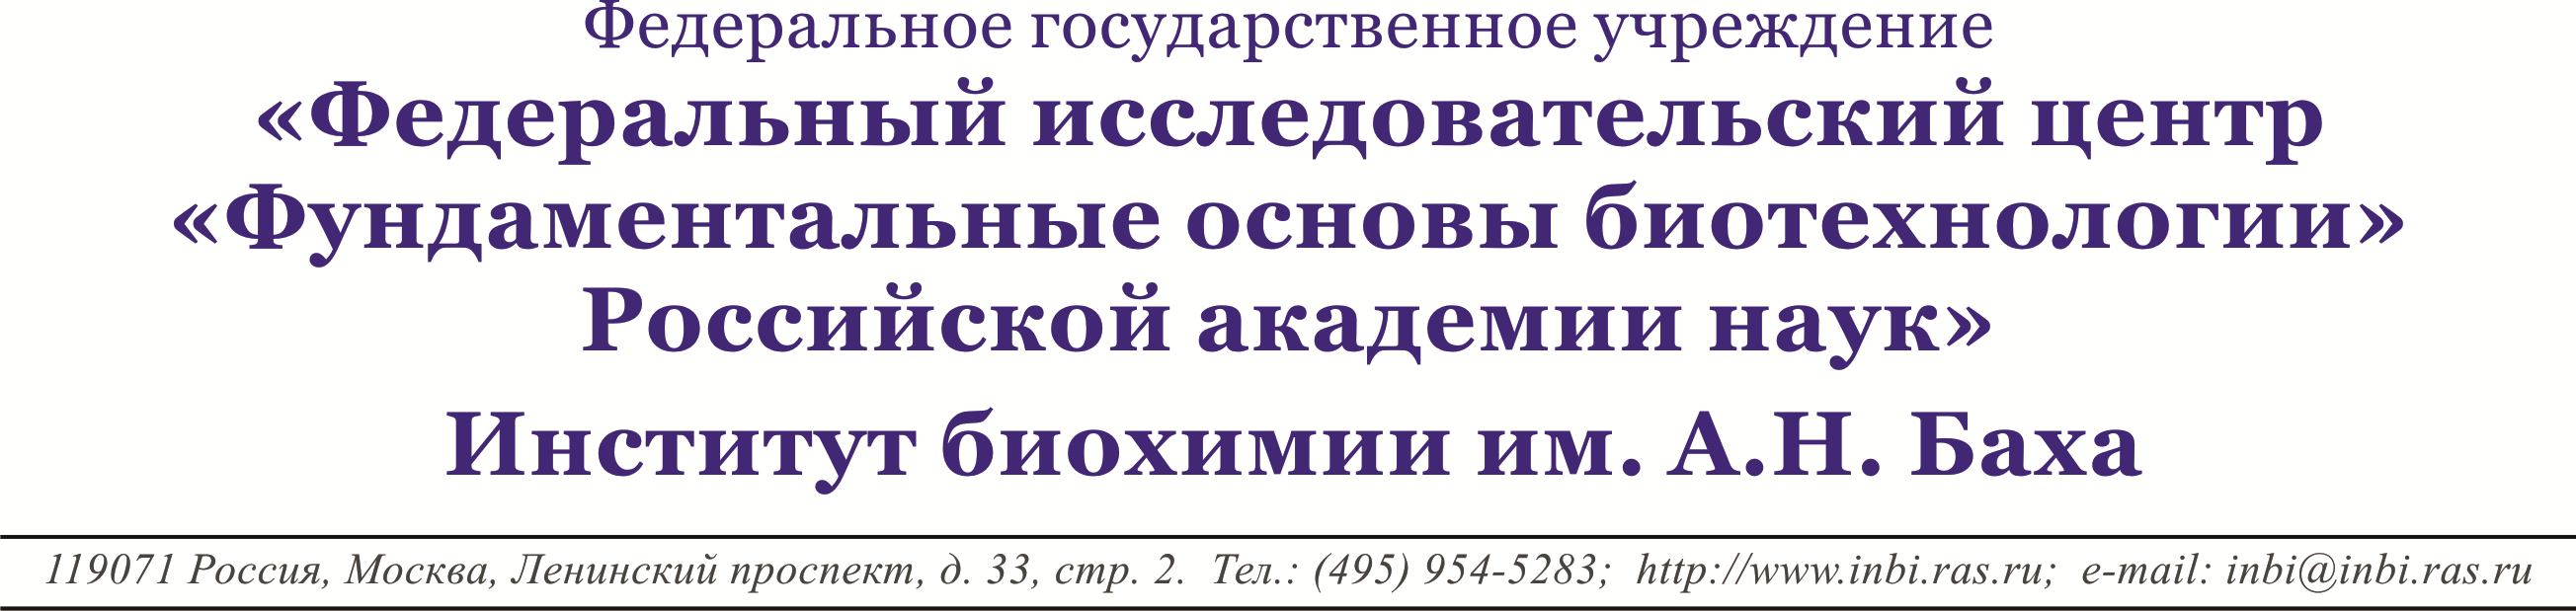 Федеральное государственное учреждение
«Федеральный исследовательский центр
«Фундаментальные основы биотехнологии»
Российской академии наук»
Институт биохимии им. А.Н. Баха
119071 Россия, Москва, Ленинский проспект, д. 33, стр. 2. Тел.: (495) 954-5283; http://www.inbi.ras.ru; e-mail: inbi@inbi.ras.ru